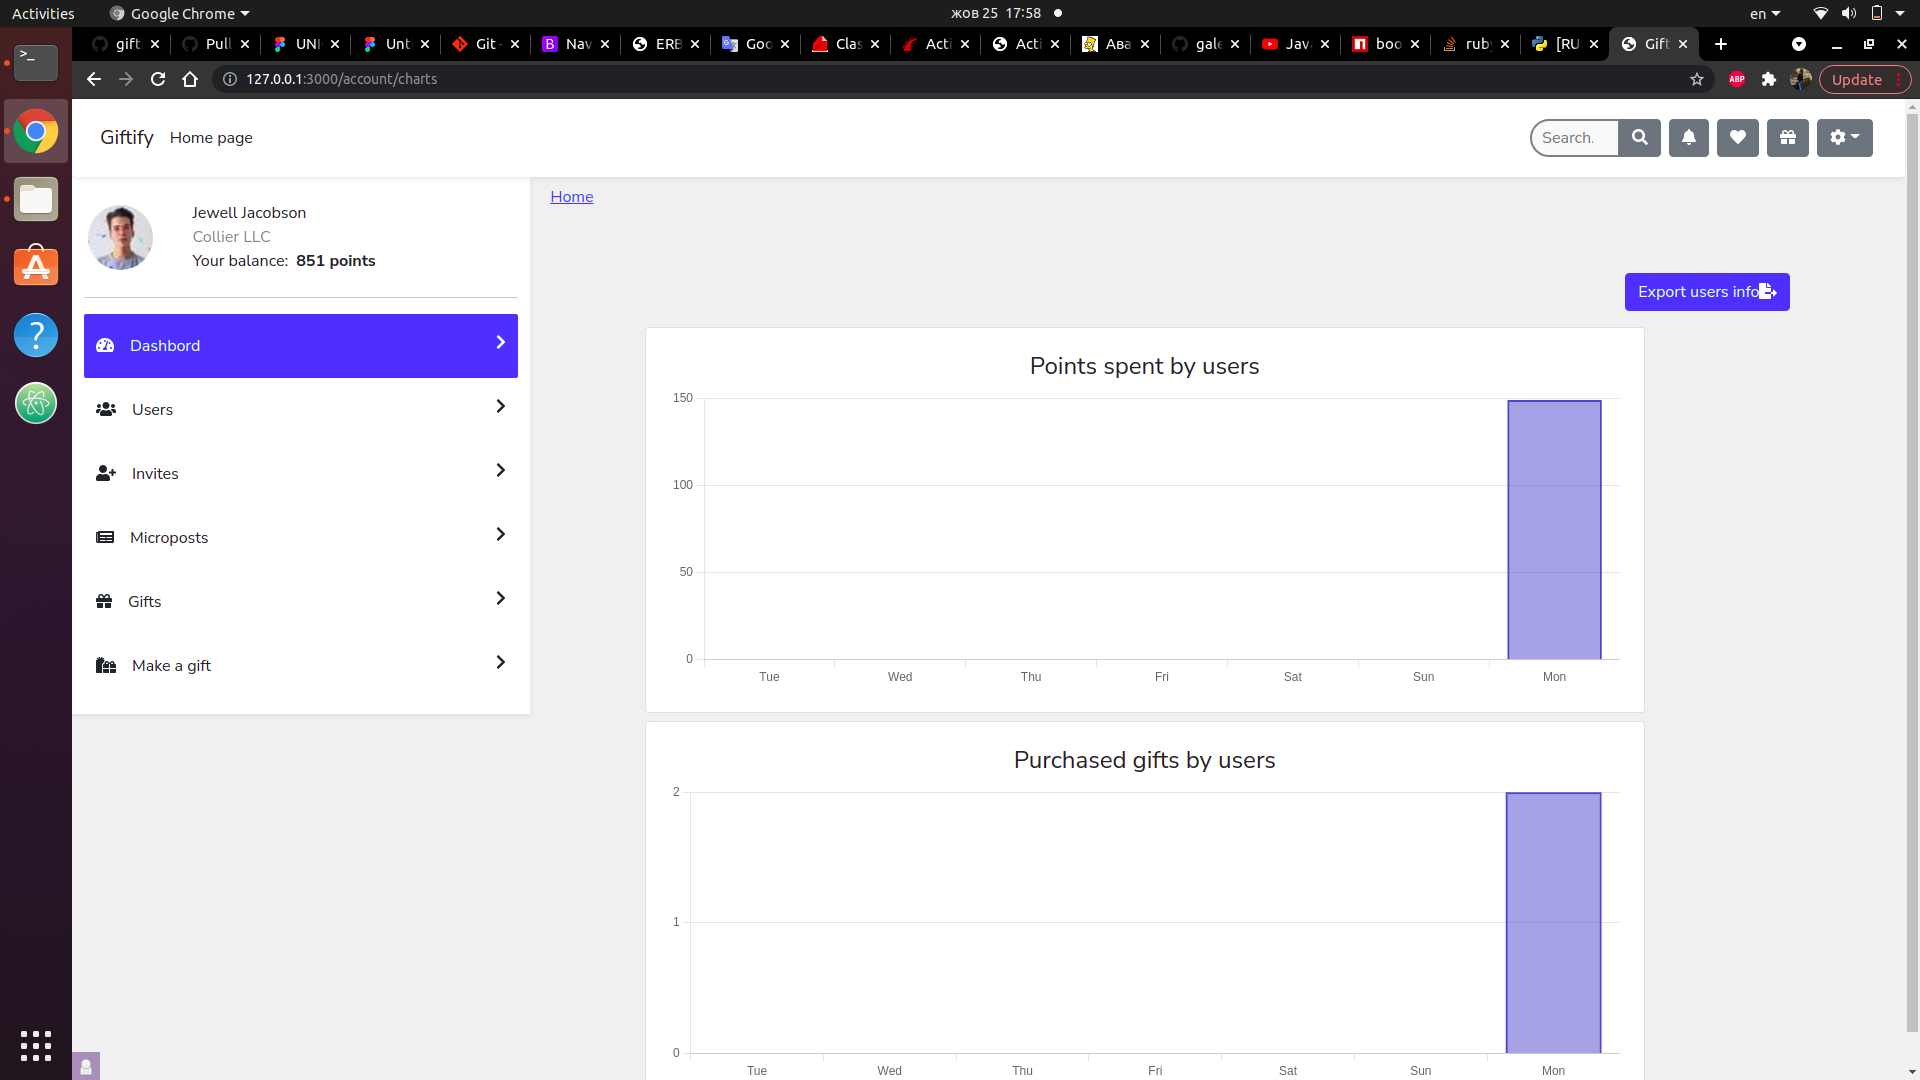 Activities Google Chrome жов 25 17:58 en
gift Pull UNI Unt Git - Nav ERB Goo Clas Acti Acti Ава gale Java boo ruby [RU Gift
127.0.0.1:3000/account/charts ABP Update
Giftify Home page Search.
Home
Jewell Jacobson
Collier LLC
Your balance: 851 points
Dashbord
Users
Invites
Microposts
Gifts
Make a gift
Export users info
Points spent by users
150
100
50
0
Tue Wed Thu Fri Sat Sun Mon
Purchased gifts by users
2
1
0
Tue Wed Thu Fri Sat Sun Mon